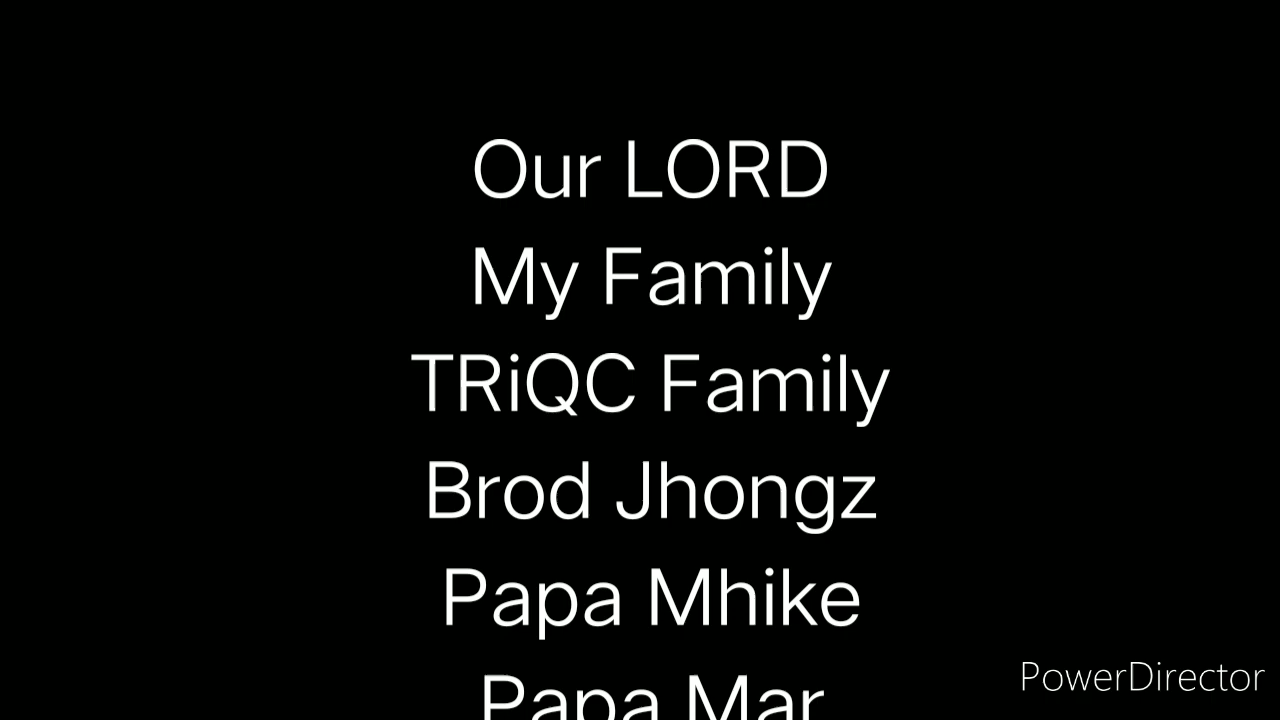 Our LORD
My Family
TRiQC Family
Brod Jhongz
Papa Mhike
Papa Mar
PowerDirector